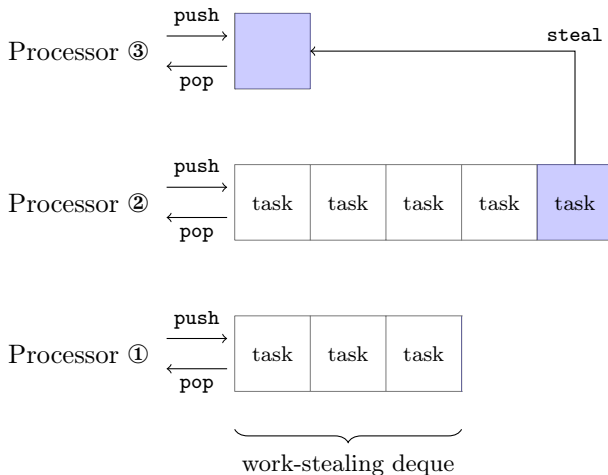 push
steal
Processor ③
pop
push
Processor ② task task task task task
pop
push
Processor ① task task task
pop
work-stealing deque